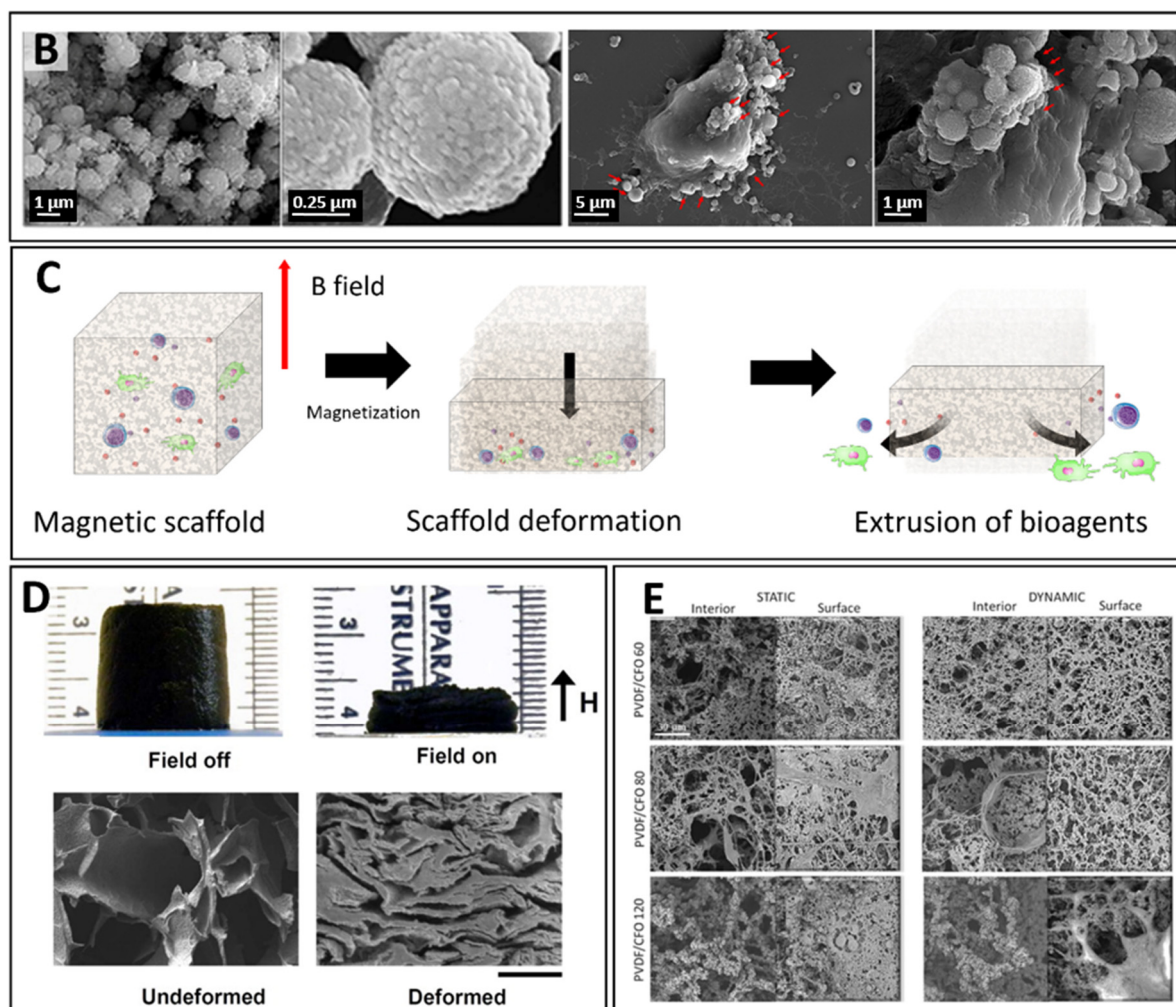 B
1 µm
0.25 µm
5 µm
1 µm
C
B field
Magnetization
Magnetic scaffold
Scaffold deformation
Extrusion of bioagents
D
3
4
STRUME
APPARA
3
4
H
Field off
Field on
Undeformed
Deformed
E
STATIC
DYNAMIC
Interior
Surface
Interior
Surface
PVDF/CFO 60
PVDF/CFO 80
PVDF/CFO 120